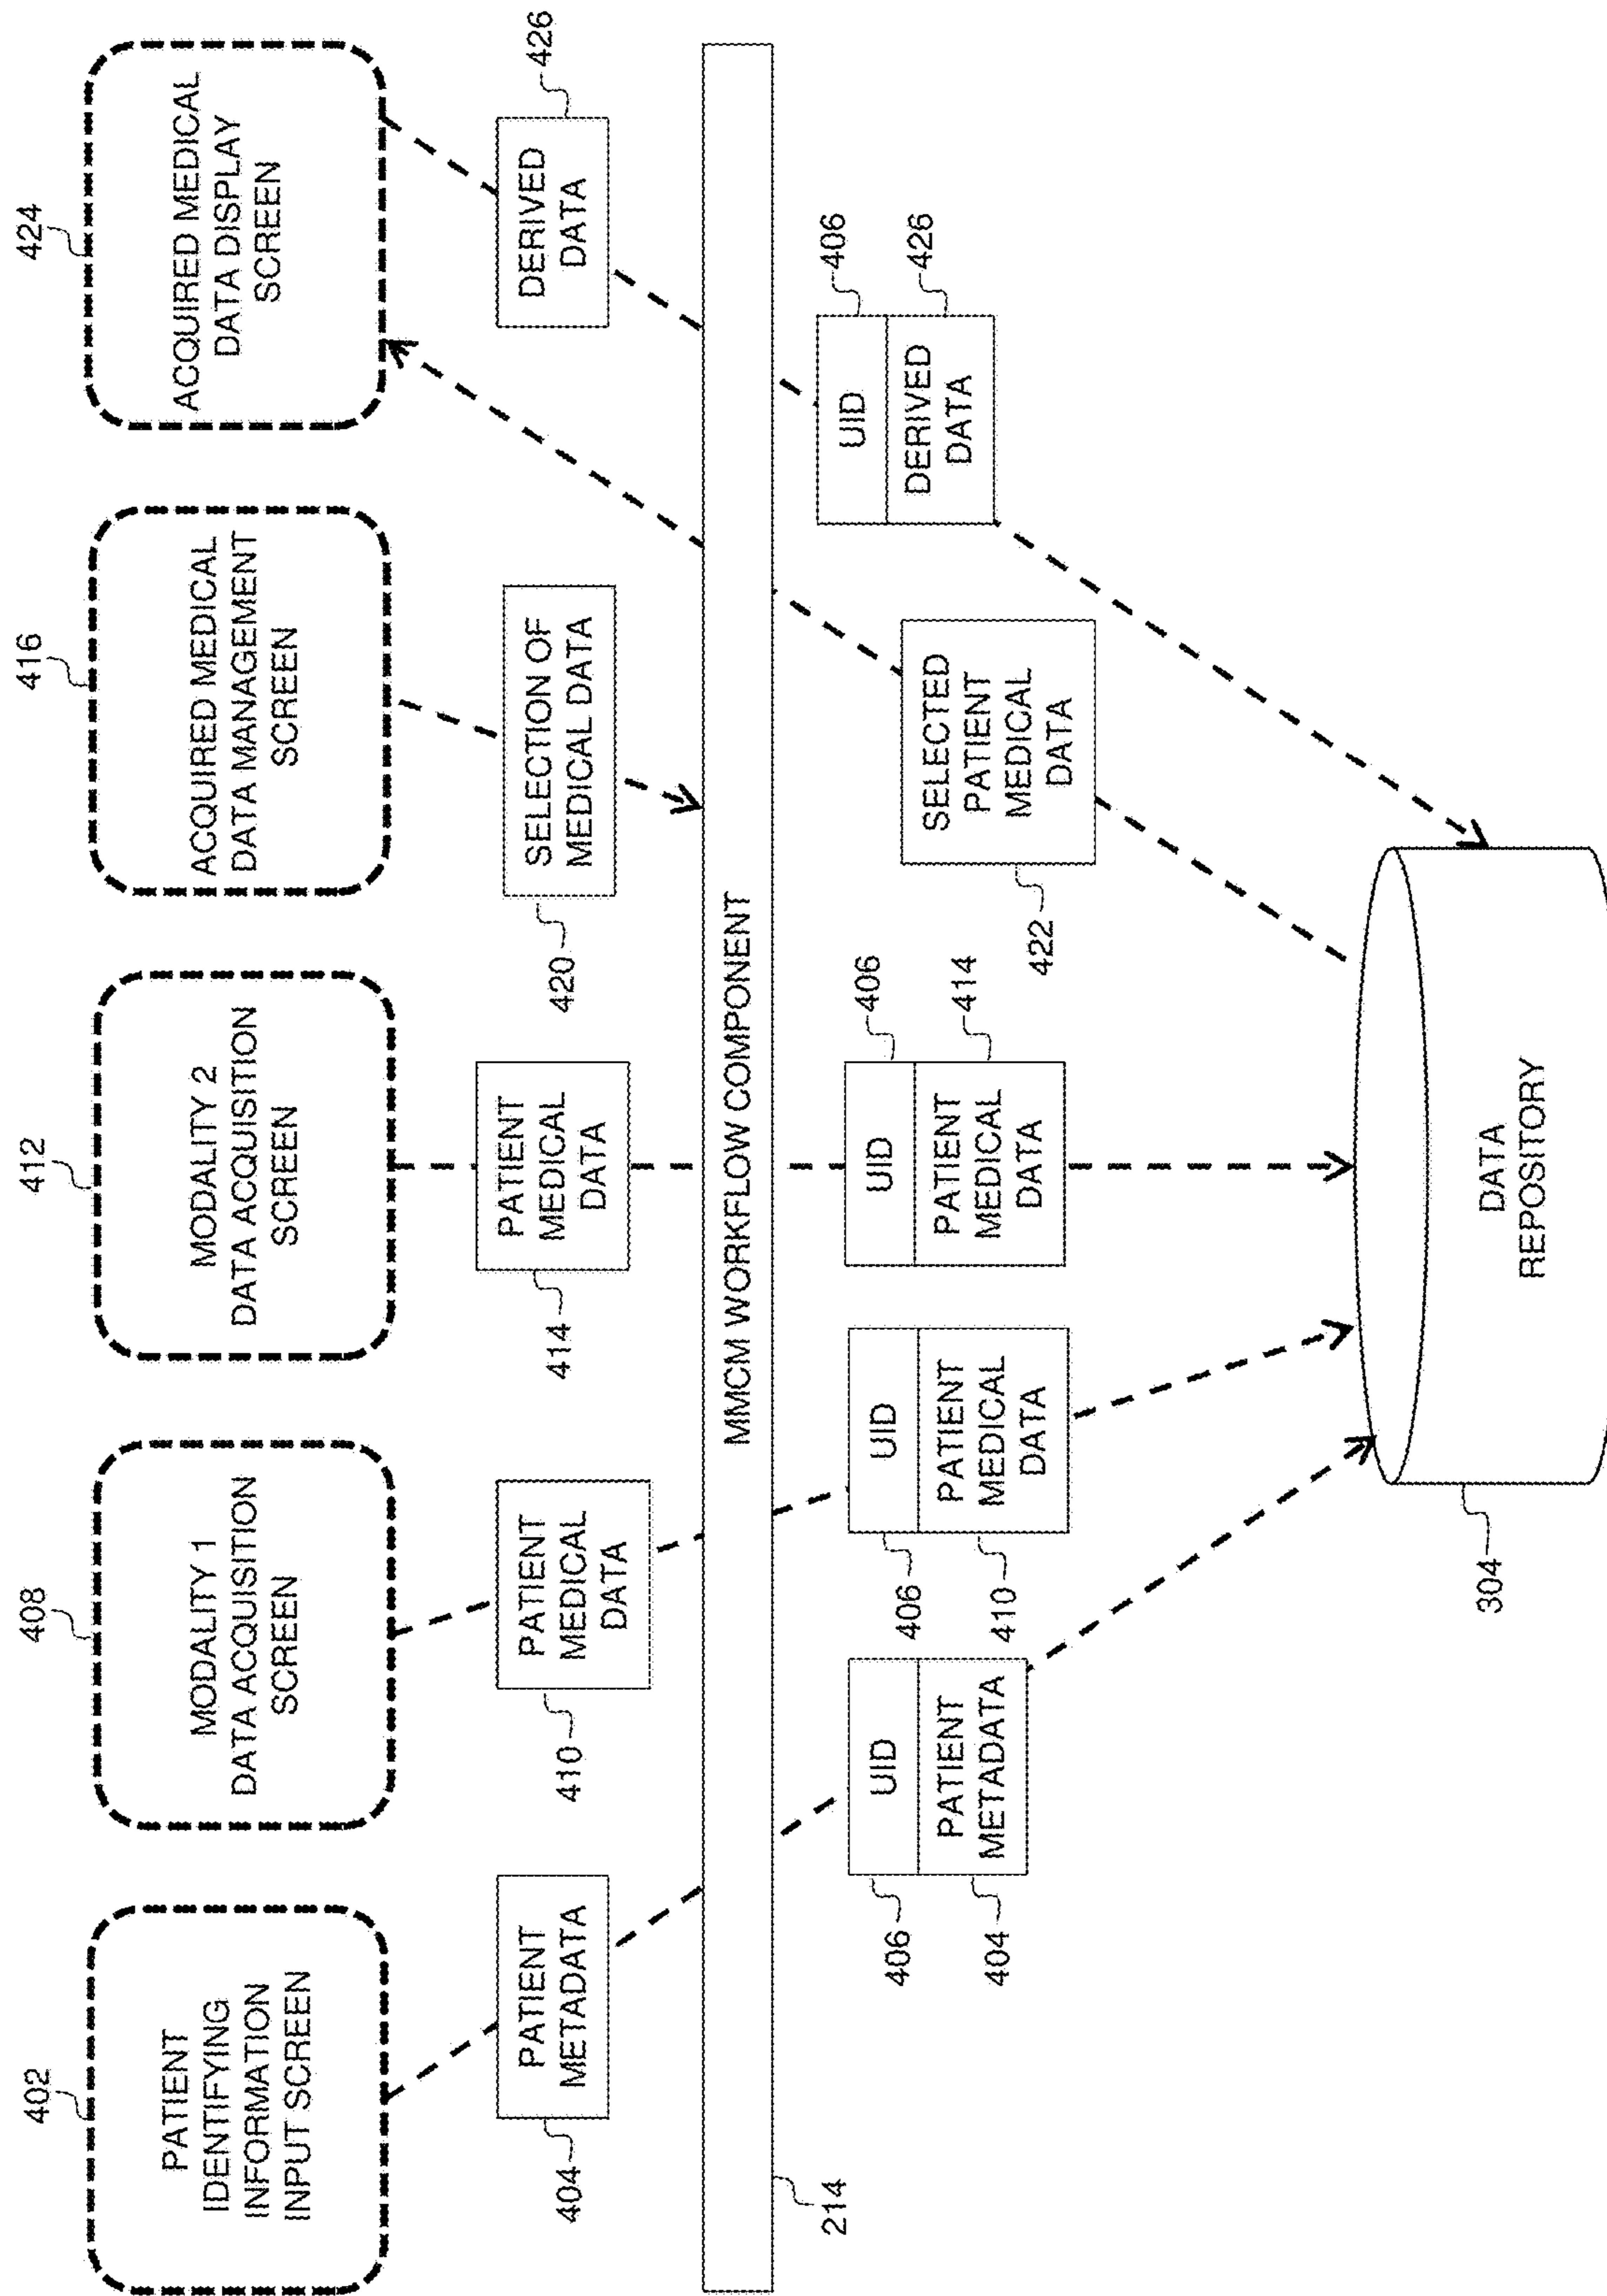 402
PATIENT
IDENTIFYING
INFORMATION
INPUT SCREEN
408
MODALITY 1
DATA ACQUISITION
SCREEN
412
MODALITY 2
DATA ACQUISITION
SCREEN
416
ACQUIRED MEDICAL
DATA MANAGEMENT
SCREEN
424
ACQUIRED MEDICAL
DATA DISPLAY
SCREEN
PATIENT
METADATA
404
PATIENT
MEDICAL
DATA
410
PATIENT
MEDICAL
DATA
414
SELECTION OF
MEDICAL DATA
420
DERIVED
DATA
426
MMCM WORKFLOW COMPONENT
214
406
UID
PATIENT
METADATA
404
406
UID
PATIENT
MEDICAL
DATA
410
UID
406
PATIENT
MEDICAL
DATA
414
SELECTED
PATIENT
MEDICAL
DATA
422
UID
406
DERIVED
DATA
426
DATA
REPOSITORY
304